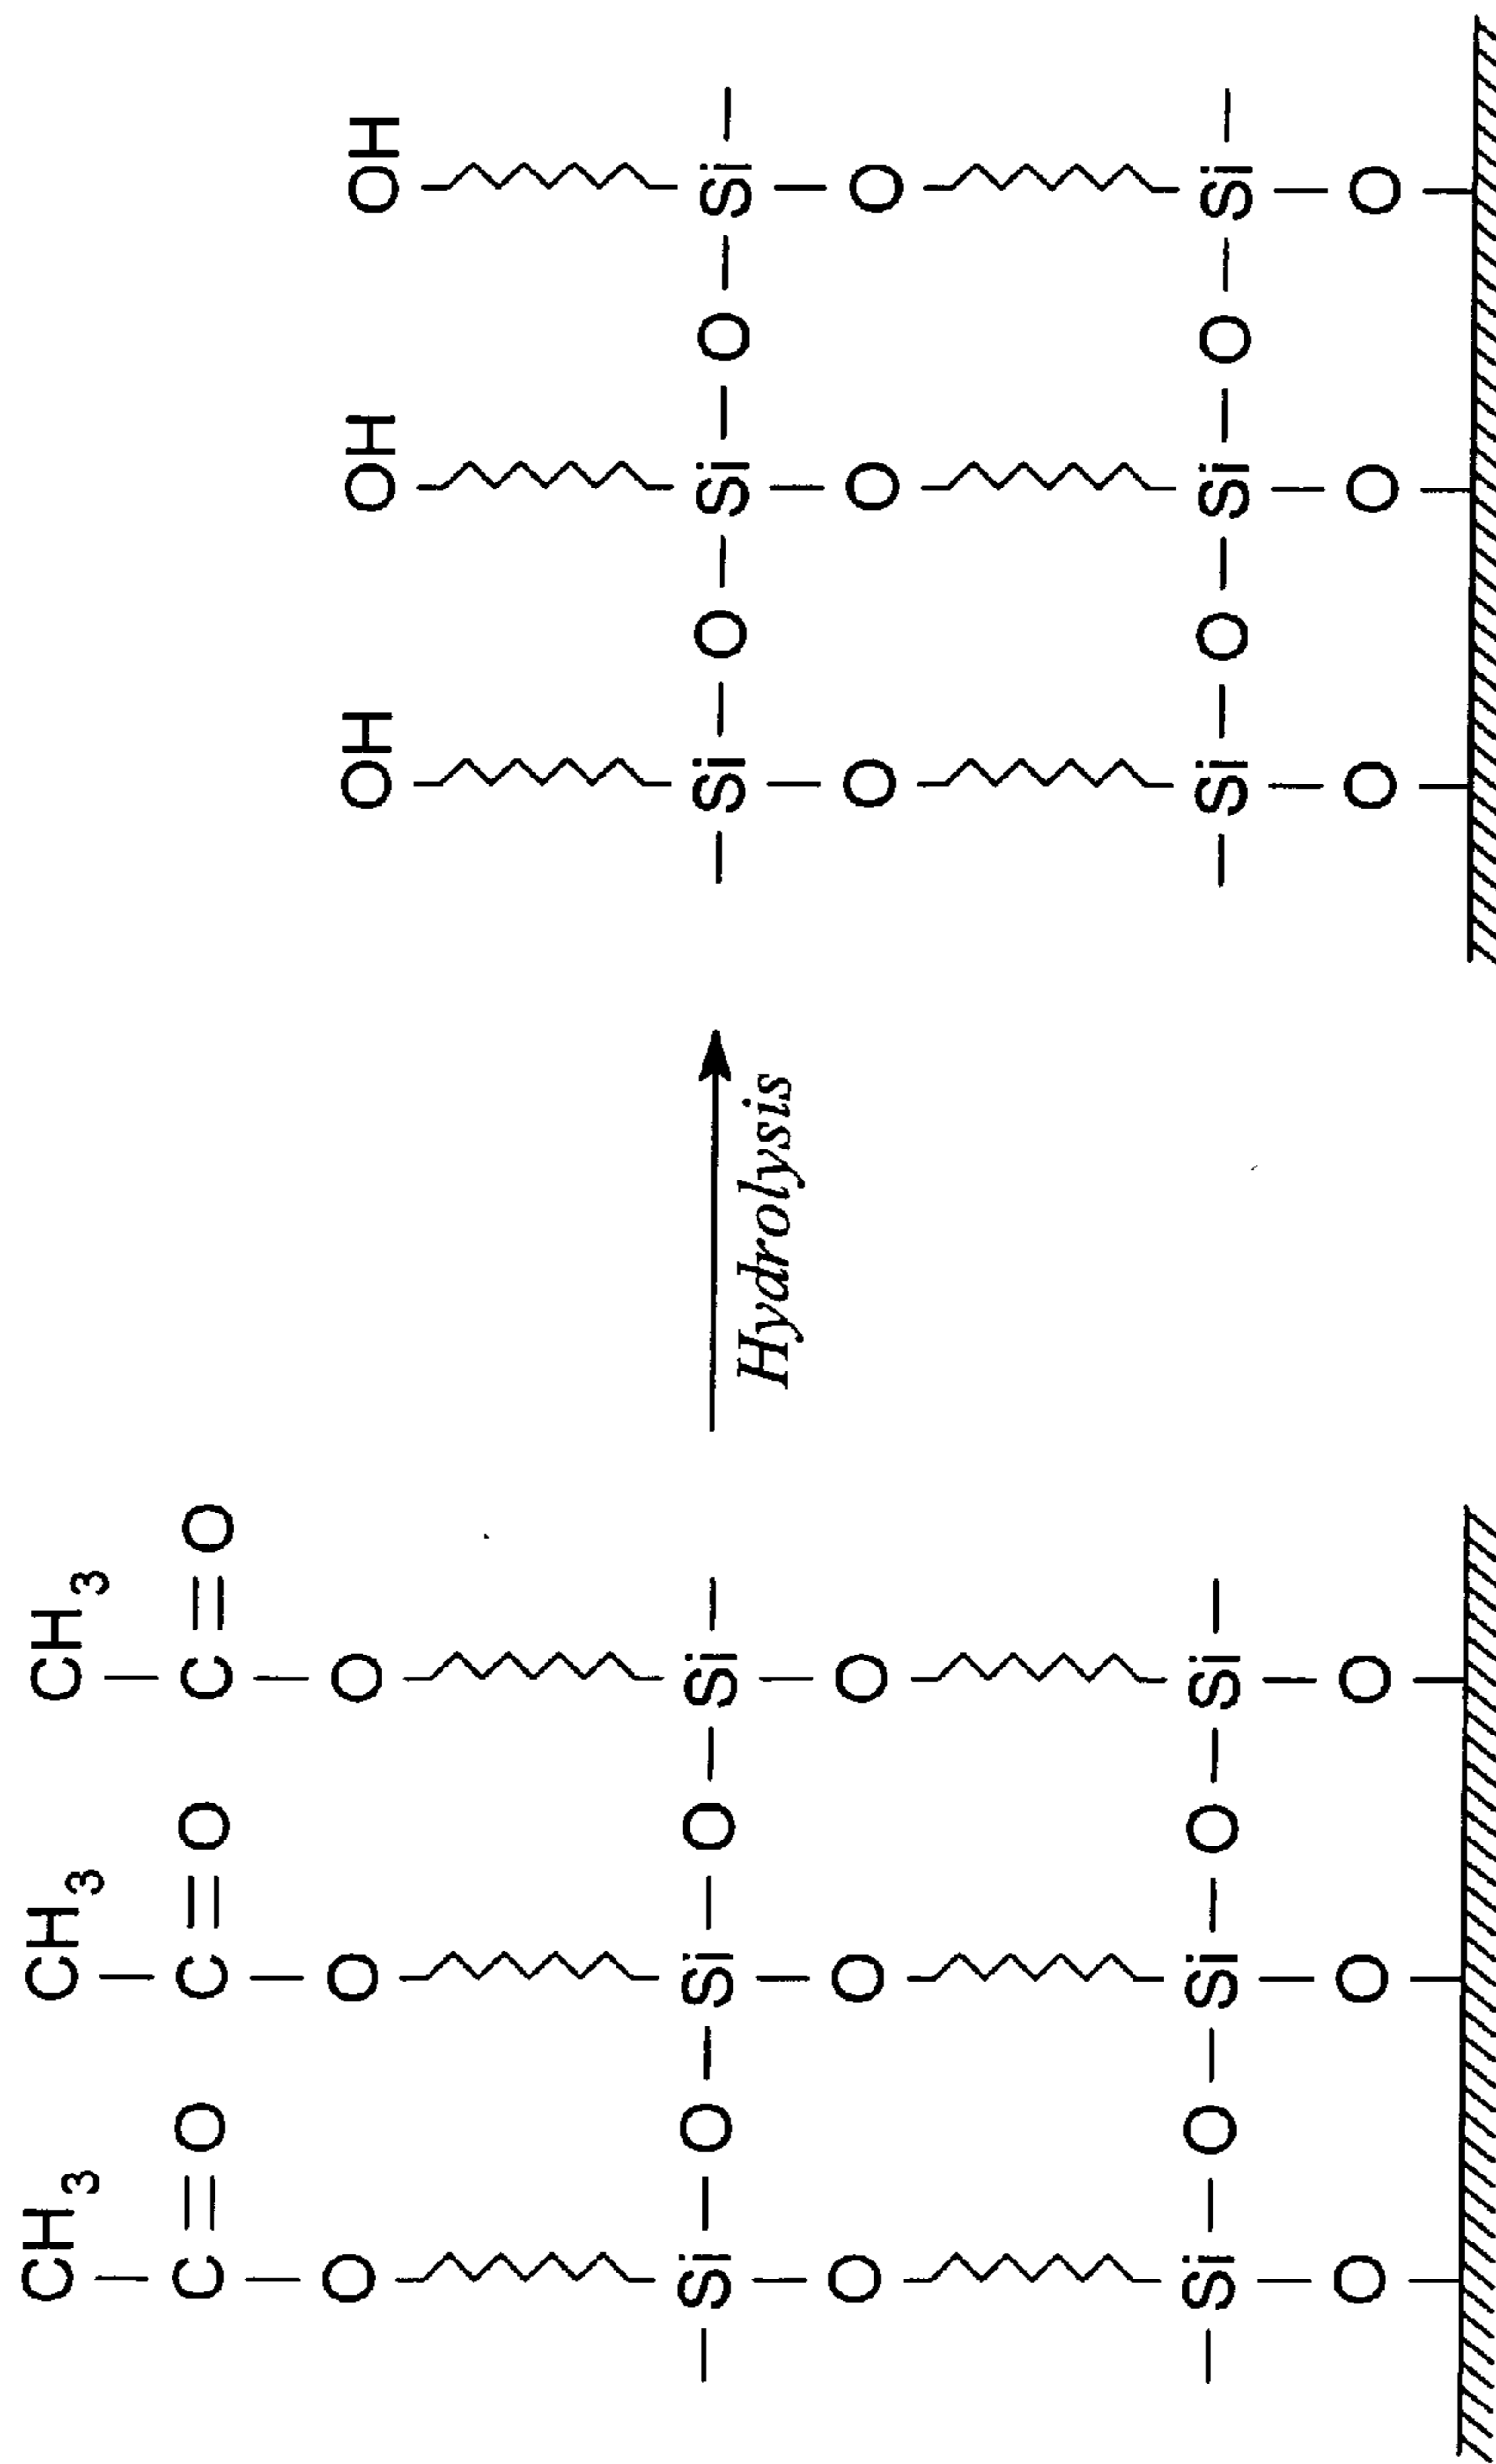 CH3 CH3 CH3
C=O C=O C=O
O O O
–Si–O–Si–O–Si–
O O O
–Si–O–Si–O–Si–
O O O
Hydrolysis
OH OH OH
–Si–O–Si–O–Si–
O O O
–Si–O–Si–O–Si–
O O O